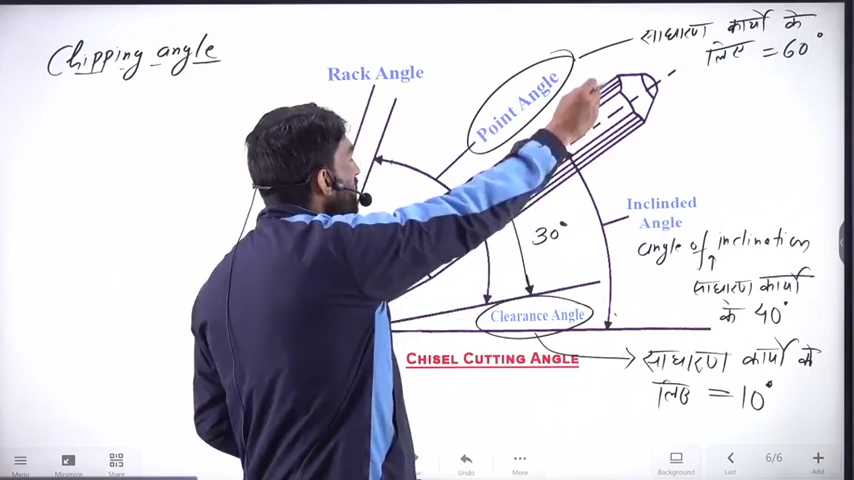 Chipping angle
साधारण कार्यो के
लिए = 60°
Rack Angle
Point Angle
Inclinded
Angle
30°
angle of inclination
साधारण कार्यो
के 40°
Clearance Angle
CHISEL CUTTING ANGLE
साधारण कार्यो के
लिए = 10°
Menu
Minimize
Share
Undo
More
Background
Last
6/6
Add